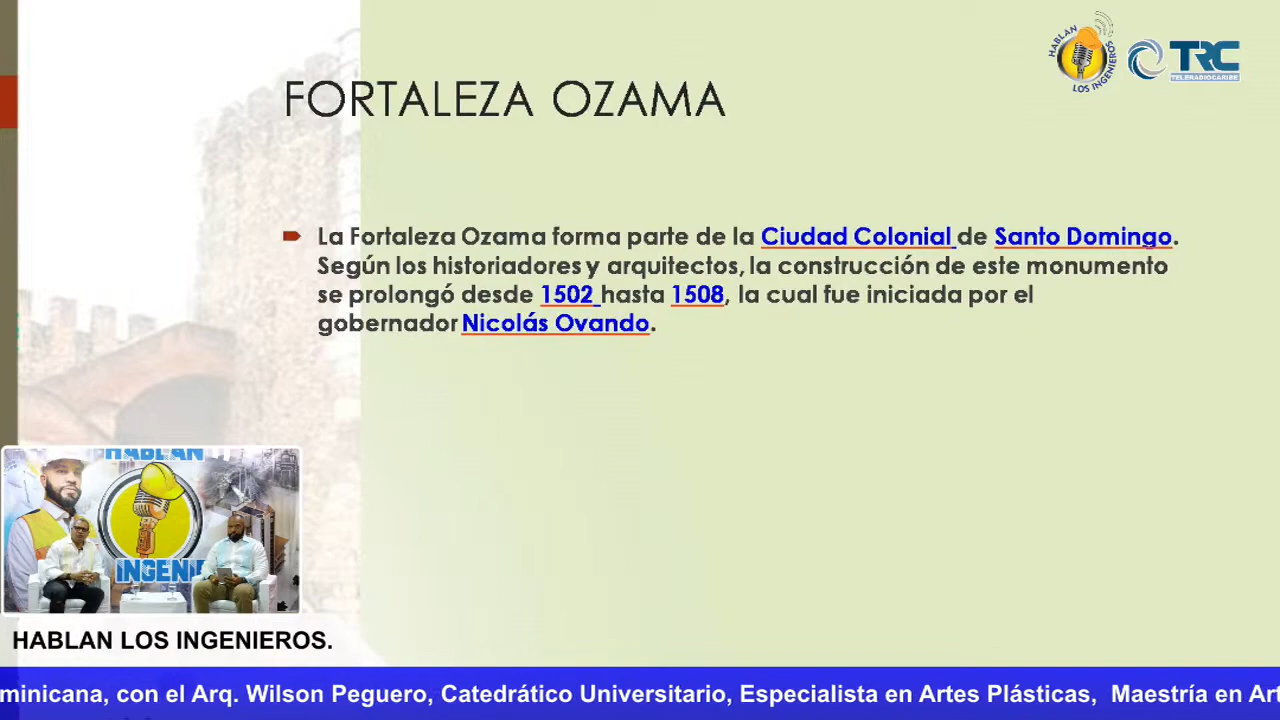 HABLAN
LOS INGENIEROS
TRC
TELERADIOCARIBE
FORTALEZA OZAMA
La Fortaleza Ozama forma parte de la Ciudad Colonial de Santo Domingo.
Según los historiadores y arquitectos, la construcción de este monumento
se prolongó desde 1502 hasta 1508, la cual fue iniciada por el
gobernador Nicolás Ovando.
HABLAN
INGENI
HABLAN LOS INGENIEROS.
minicana, con el Arq. Wilson Peguero, Catedrático Universitario, Especialista en Artes Plásticas, Maestría en Art